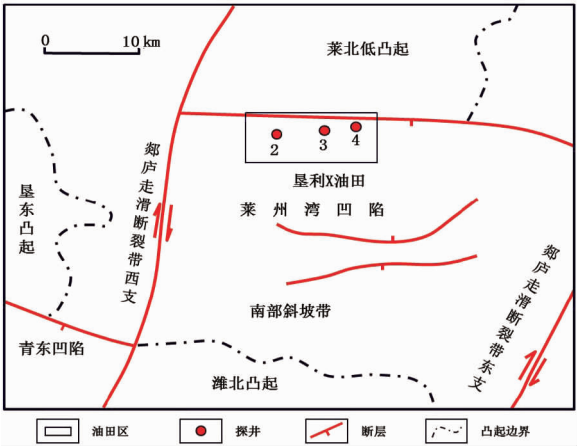 0 10 km
莱北低凸起
2 3 4
垦利X油田
莱州湾凹陷
郯庐走滑断裂带西支
垦东凸起
南部斜坡带
郯庐走滑断裂带东支
青东凹陷
潍北凸起
油田区 探井 断层 凸起边界